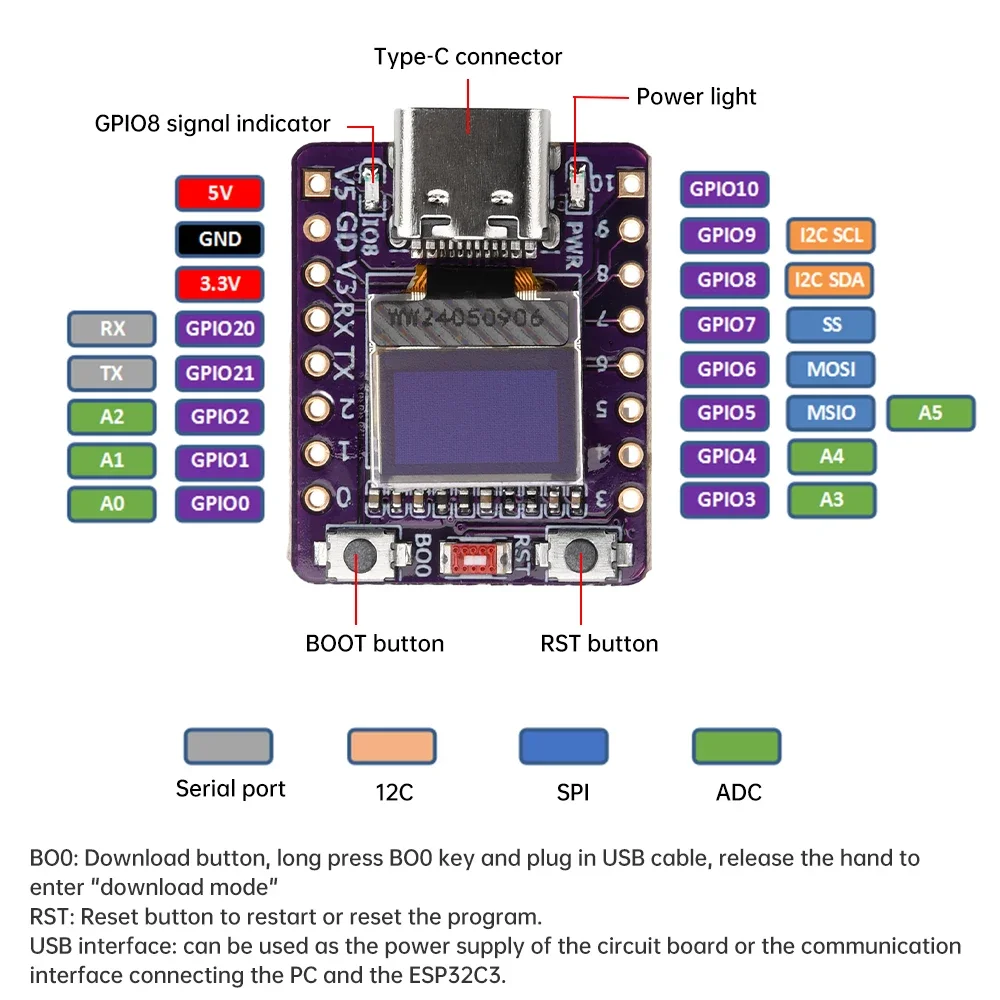 Type-C connector
Power light
GPIO8 signal indicator
5V
GND
3.3V
RX GPIO20
TX GPIO21
A2 GPIO2
A1 GPIO1
A0 GPIO0
V5
GD
V3
RX
TX
2
1
0
IO8
PWR
WW24050906
10
9
8
7
6
5
4
3
BO0
RST
GPIO10
GPIO9 I2C SCL
GPIO8 I2C SDA
GPIO7 SS
GPIO6 MOSI
GPIO5 MSIO A5
GPIO4 A4
GPIO3 A3
BOOT button
RST button
Serial port
12C
SPI
ADC
BO0: Download button, long press BO0 key and plug in USB cable, release the hand to
enter "download mode"
RST: Reset button to restart or reset the program.
USB interface: can be used as the power supply of the circuit board or the communication
interface connecting the PC and the ESP32C3.